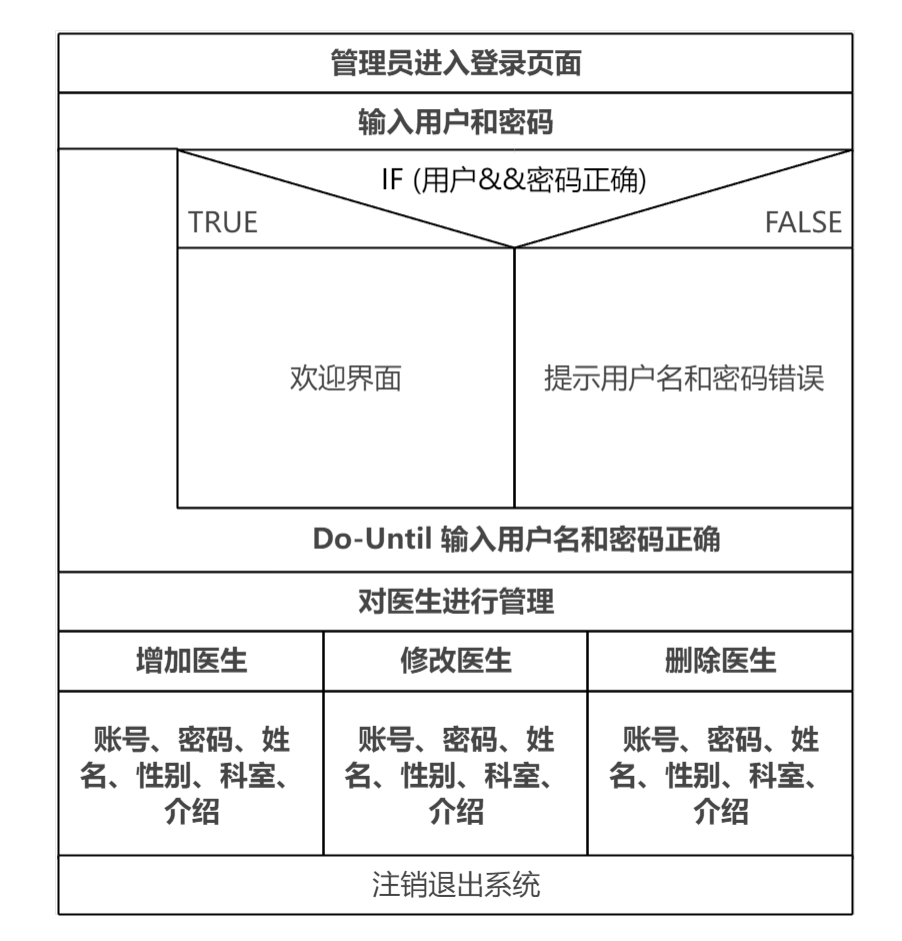 管理员进入登录页面
输入用户和密码
IF (用户&&密码正确)
TRUE
FALSE
欢迎界面
提示用户名和密码错误
Do-Until 输入用户名和密码正确
对医生进行管理
增加医生
修改医生
删除医生
账号、密码、姓
名、性别、科室、
介绍
账号、密码、姓
名、性别、科室、
介绍
账号、密码、姓
名、性别、科室、
介绍
注销退出系统